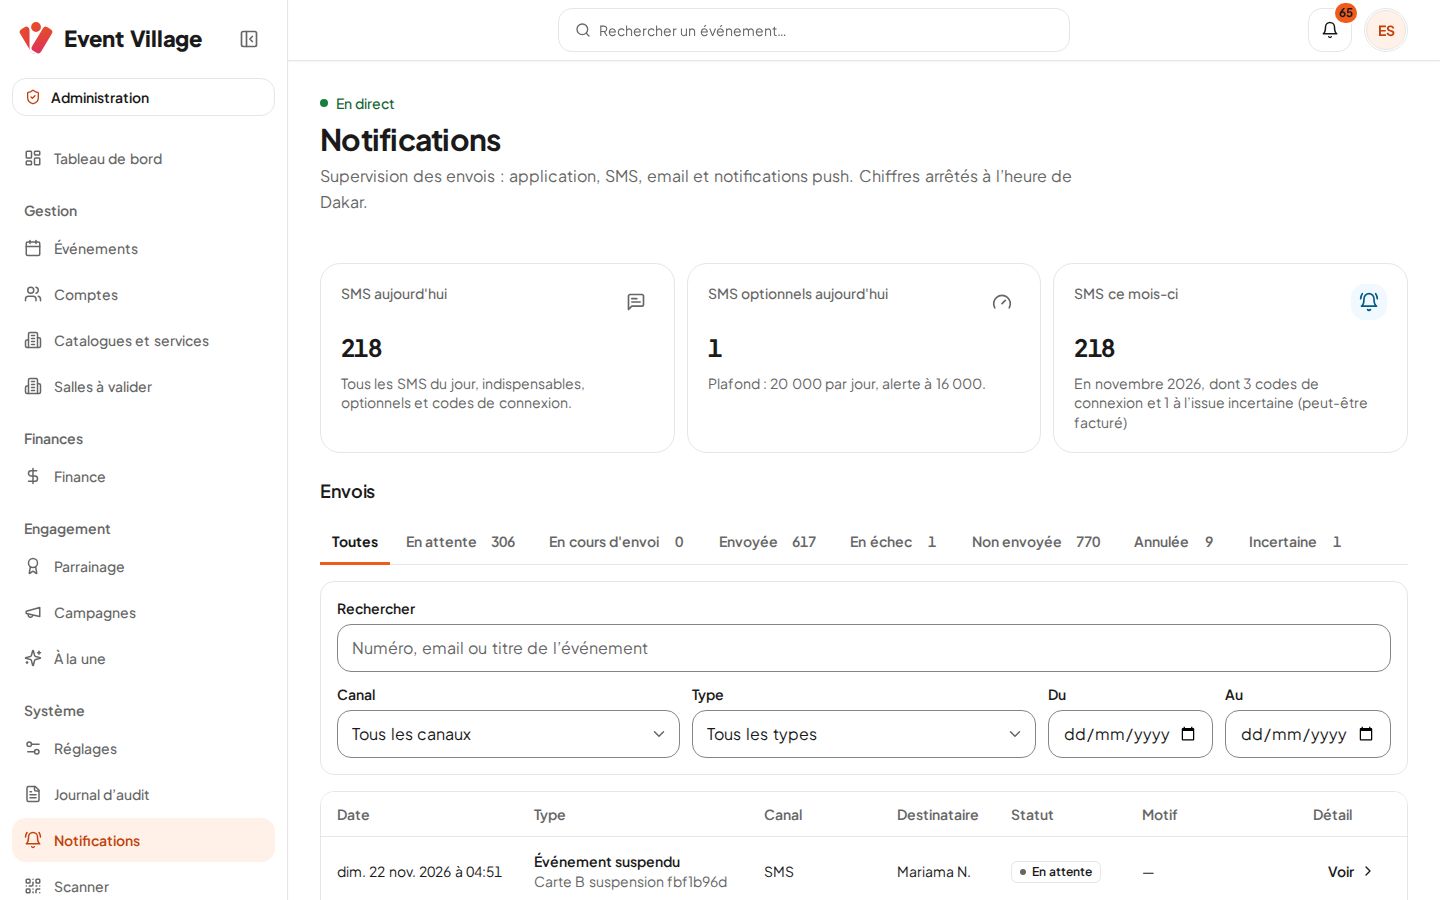 Event Village
Rechercher un événement...
65
ES
Administration
Tableau de bord
Gestion
Événements
Comptes
Catalogues et services
Salles à valider
Finances
Finance
Engagement
Parrainage
Campagnes
À la une
Système
Réglages
Journal d’audit
Notifications
Scanner
En direct
Notifications
Supervision des envois : application, SMS, email et notifications push. Chiffres arrêtés à l’heure de
Dakar.
SMS aujourd'hui
218
Tous les SMS du jour, indispensables,
optionnels et codes de connexion.
SMS optionnels aujourd'hui
1
Plafond : 20 000 par jour, alerte à 16 000.
SMS ce mois-ci
218
En novembre 2026, dont 3 codes de
connexion et 1 à l’issue incertaine (peut-être
facturé)
Envois
Toutes En attente 306 En cours d'envoi 0 Envoyée 617 En échec 1 Non envoyée 770 Annulée 9 Incertaine 1
Rechercher
Numéro, email ou titre de l’événement
Canal Type Du Au
Tous les canaux Tous les types dd/mm/yyyy dd/mm/yyyy
Date Type Canal Destinataire Statut Motif Détail
dim. 22 nov. 2026 à 04:51 Événement suspendu SMS Mariama N. En attente — Voir
Carte B suspension fbf1b96d